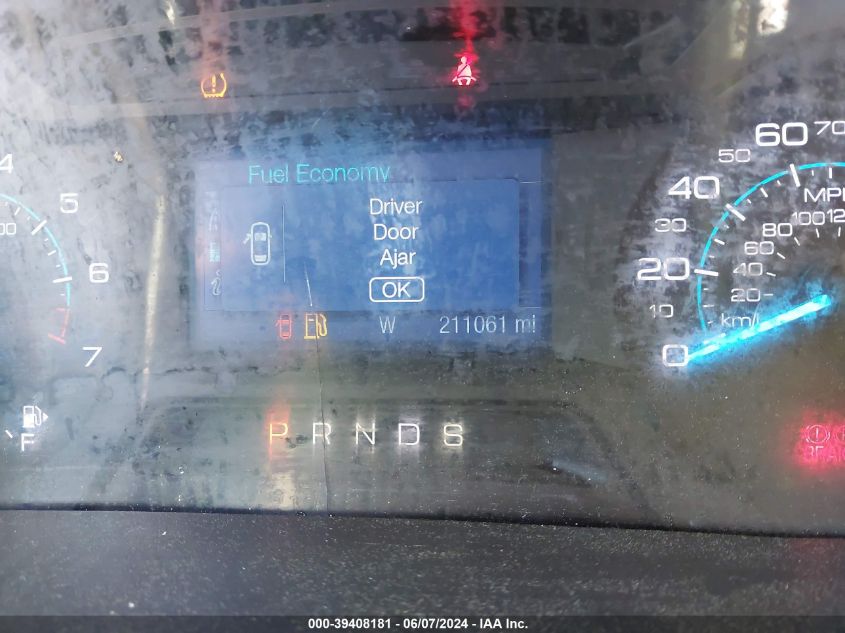 Fuel Economy
Driver
Door
Ajar
OK
W 211061 mi
P R N D S
4
5
6
7
F
60 70
50
40 MPH
30 100
20 80
10 60
0 40
20
km/
000-39408181 - 06/07/2024 - IAA Inc.